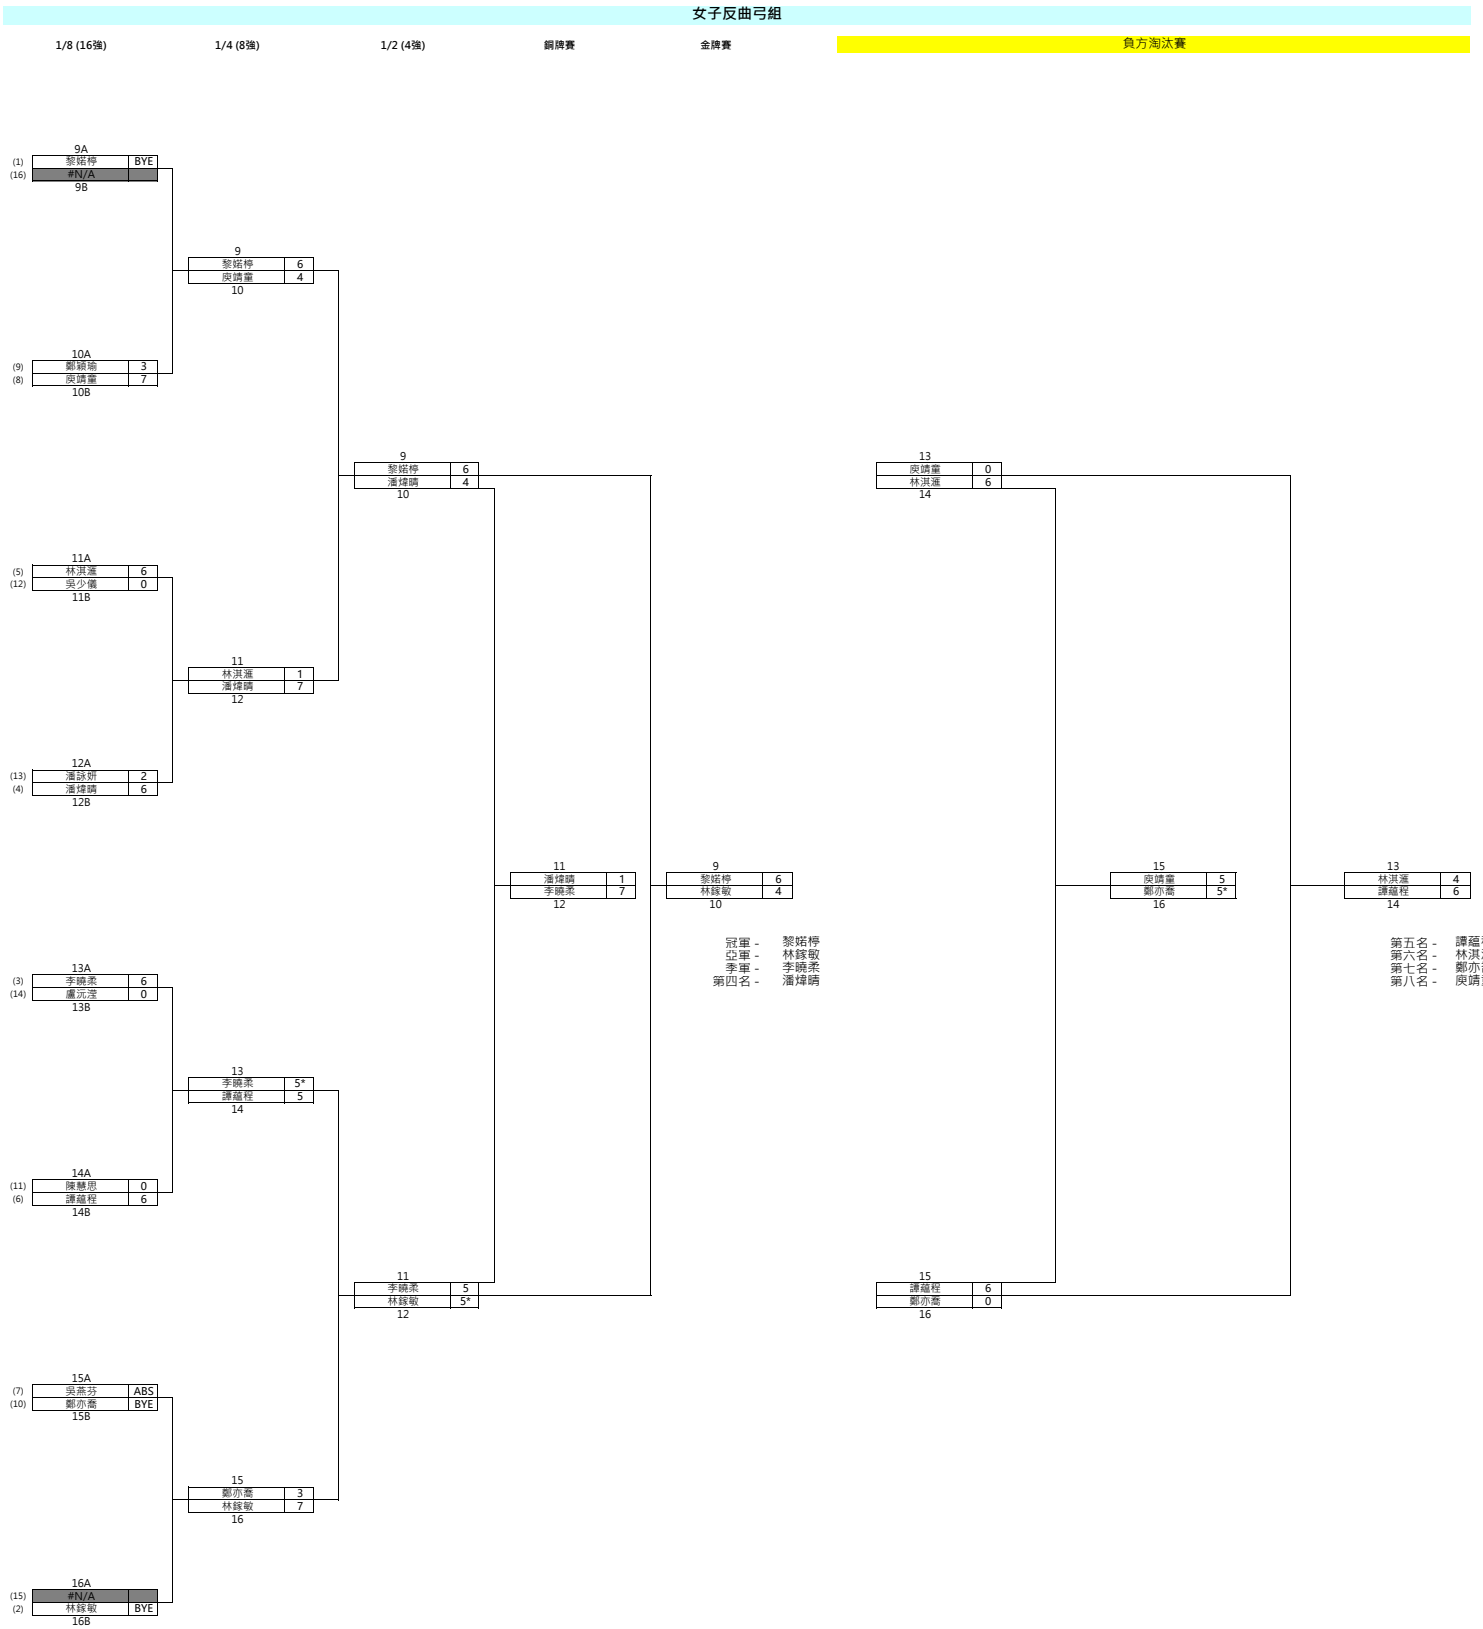 女子反曲弓組
1/8 (16強) 1/4 (8強) 1/2 (4強) 銅牌賽 金牌賽 負方淘汰賽
9A
(1) 黎婼楟 BYE
(16) #N/A
9B
9
黎婼楟 6
庾靖童 4
10
10A
(9) 鄭穎瑜 3
(8) 庾靖童 7
10B
9
黎婼楟 6
潘煒晴 4
10
13
庾靖童 0
林淇滙 6
14
11A
(5) 林淇滙 6
(12) 吳少儀 0
11B
11
林淇滙 1
潘煒晴 7
12
12A
(13) 潘詠妍 2
(4) 潘煒晴 6
12B
11
潘煒晴 1
李曉柔 7
12
9
黎婼楟 6
林鎵敏 4
10
15
庾靖童 5
鄭亦喬 5*
16
13
林淇滙 4
譚蘊程 6
14
冠軍 - 黎婼楟
亞軍 - 林鎵敏
季軍 - 李曉柔
第四名 - 潘煒晴
第五名 - 譚蘊
第六名 - 林淇
第七名 - 鄭亦
第八名 - 庾靖
13A
(3) 李曉柔 6
(14) 盧沅滢 0
13B
13
李曉柔 5*
譚蘊程 5
14
14A
(11) 陳慧思 0
(6) 譚蘊程 6
14B
11
李曉柔 5
林鎵敏 5*
12
15
譚蘊程 6
鄭亦喬 0
16
15A
(7) 吳燕芬 ABS
(10) 鄭亦喬 BYE
15B
15
鄭亦喬 3
林鎵敏 7
16
16A
(15) #N/A
(2) 林鎵敏 BYE
16B